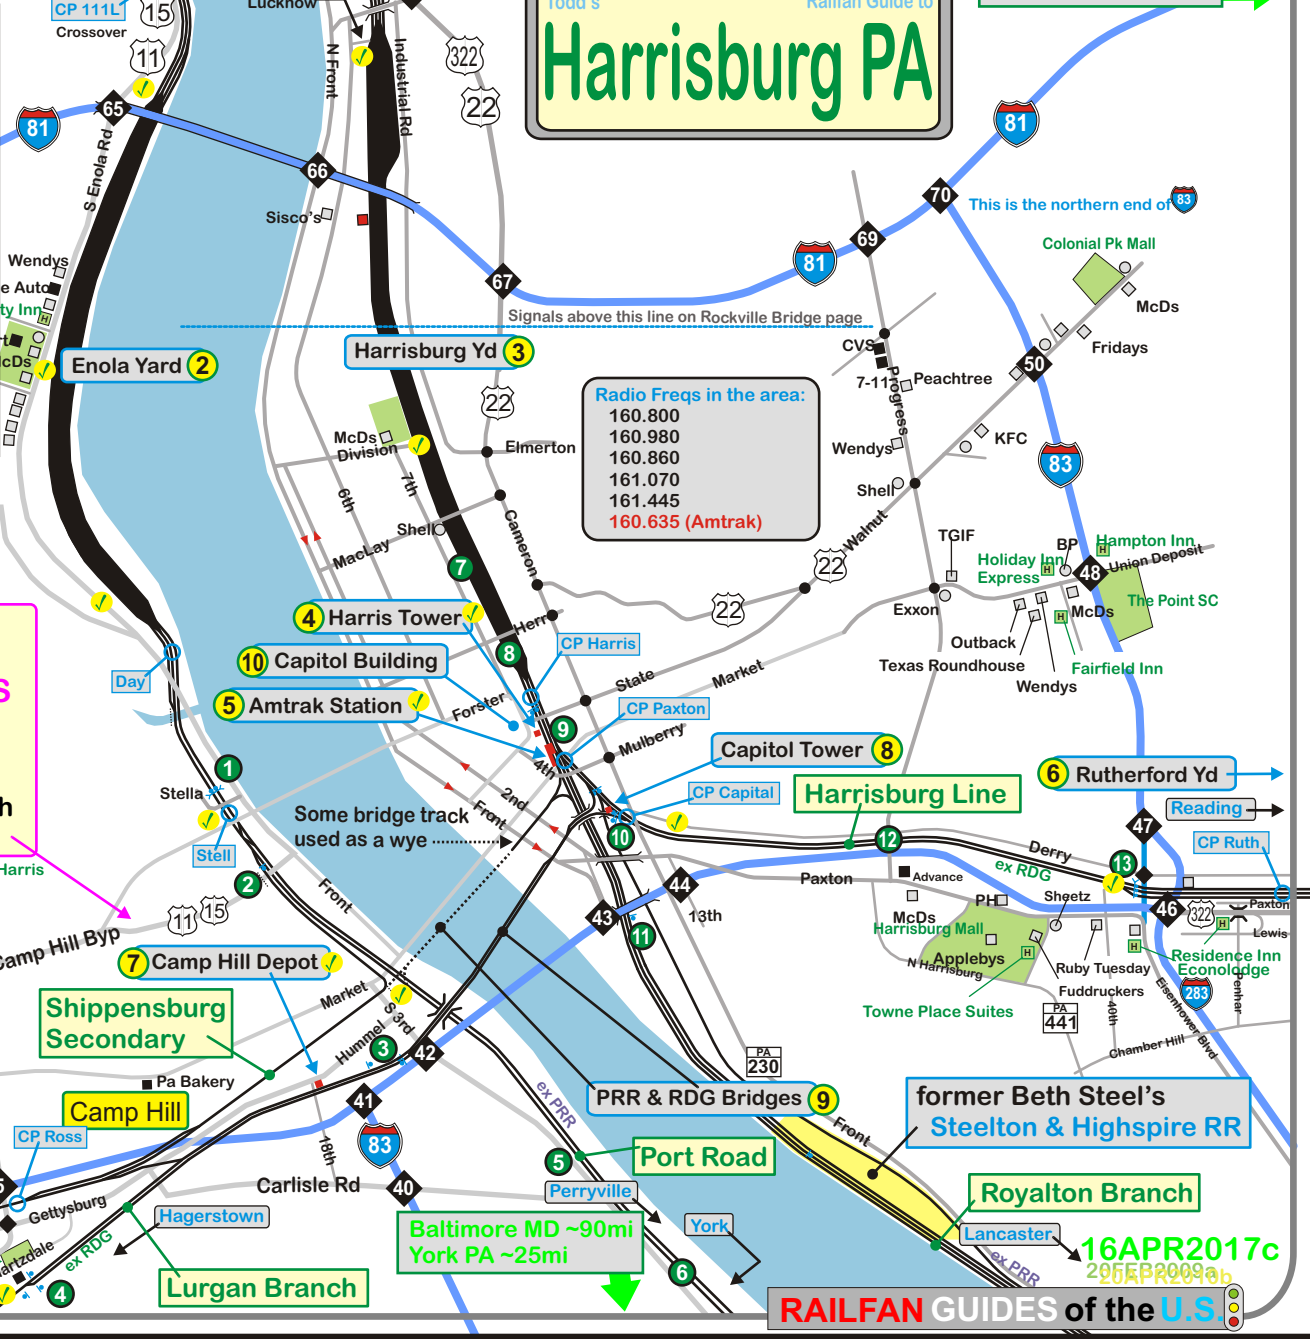 CP 111L
15
Crossover
11
Lucknow
N Front
Industrial Rd
322
22
Todd's
Railfan Guide to
Harrisburg PA
81
65
S Enola Rd
66
Sisco's
67
81
69
70
81
This is the northern end of
83
Colonial Pk Mall
McDs
Fridays
50
Wendys
e Auto
ty Inn
H
rt
McDs
Enola Yard 2
Signals above this line on Rockville Bridge page
Harrisburg Yd 3
22
Radio Freqs in the area:
160.800
160.980
160.860
161.070
161.445
160.635 (Amtrak)
CVS
7-11
Peachtree
Progress
Wendys
KFC
83
Shell
Walnut
22
McDs
Division
Elmerton
6th
7th
Shell
MacLay
Cameron
7
22
TGIF
Holiday Inn
Express
H
BP
Hampton Inn
H
48
Union Deposit
Exxon
McDs
The Point SC
H
Outback
Texas Roundhouse
Wendys
Fairfield Inn
4 Harris Tower
Herr
8
CP Harris
10 Capitol Building
5 Amtrak Station
Forster
State
Market
CP Paxton
9
Mulberry
Day
4th
2nd
Front
Capitol Tower 8
CP Capital
10
Harrisburg Line
6 Rutherford Yd
Reading
47
CP Ruth
1
Stella
Stell
Some bridge track
used as a wye
2
Front
12
Derry
ex RDG
13
S
h
Harris
11
15
Camp Hill Byp
44
43
13th
11
Paxton
Advance
McDs
PH
Sheetz
Harrisburg Mall
Applebys
N Harrisburg
H
Ruby Tuesday
Fuddruckers
Towne Place Suites
PA
441
40th
H
46
322
Paxton
Lewis
H
Residence Inn
Econolodge
283
Penhar
Eisenhower Blvd
Chamber Hill
7 Camp Hill Depot
Market
S 3rd
Hummel
Shippensburg
Secondary
3
42
Pa Bakery
Camp Hill
41
83
CP Ross
18th
PA
230
PRR & RDG Bridges 9
ex PRR
Front
former Beth Steel's
Steelton & Highspire RR
5
Port Road
Perryville
Carlisle Rd
40
Gettysburg
Hagerstown
ex RDG
4
Lurgan Branch
Baltimore MD ~90mi
York PA ~25mi
York
6
Royalton Branch
Lancaster
ex PRR
16APR2017c
20FEB2009a
20APR2010b
RAILFAN GUIDES of the U.S.